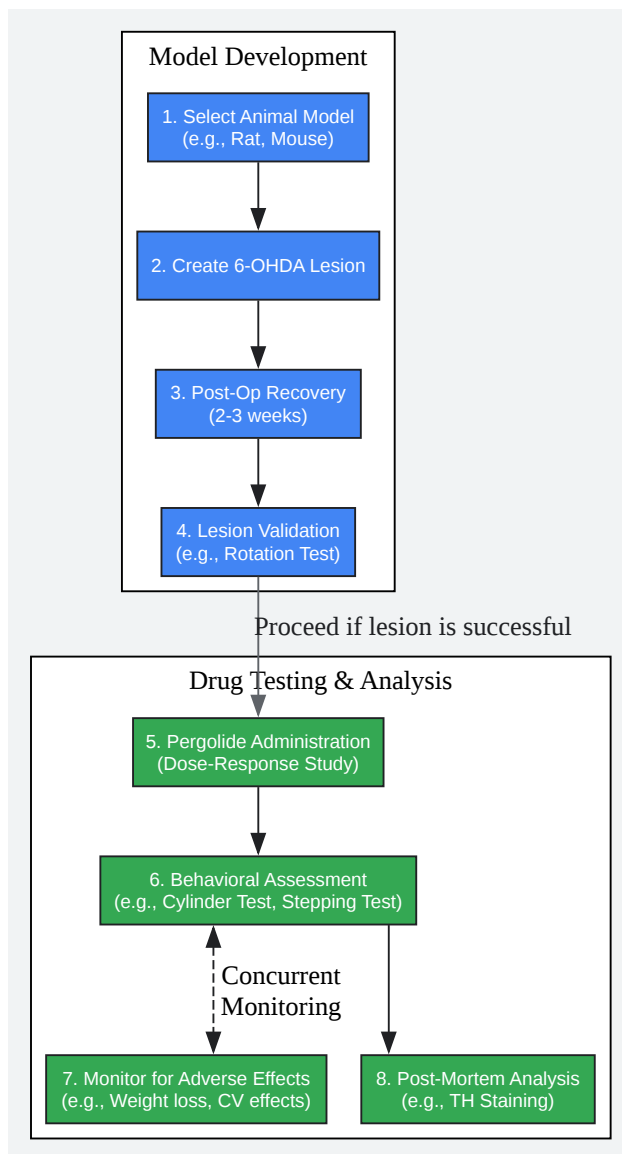 Model Development
1. Select Animal Model
(e.g., Rat, Mouse)
2. Create 6-OHDA Lesion
3. Post-Op Recovery
(2-3 weeks)
4. Lesion Validation
(e.g., Rotation Test)
Proceed if lesion is successful
Drug Testing & Analysis
5. Pergolide Administration
(Dose-Response Study)
6. Behavioral Assessment
(e.g., Cylinder Test, Stepping Test)
Concurrent
Monitoring
7. Monitor for Adverse Effects
(e.g., Weight loss, CV effects)
8. Post-Mortem Analysis
(e.g., TH Staining)